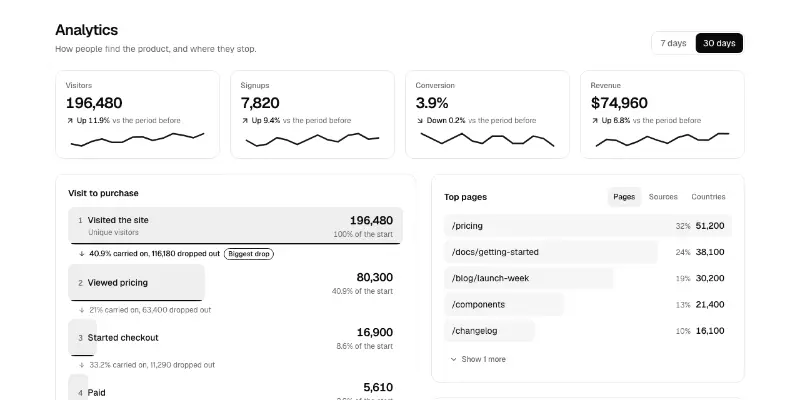 Analytics
How people find the product, and where they stop.
7 days
30 days
Visitors
196,480
Up 11.9% vs the period before
Signups
7,820
Up 9.4% vs the period before
Conversion
3.9%
Down 0.2% vs the period before
Revenue
$74,960
Up 6.8% vs the period before
Visit to purchase
1 Visited the site 196,480
Unique visitors 100% of the start
40.9% carried on, 116,180 dropped out Biggest drop
2 Viewed pricing 80,300
40.9% of the start
21% carried on, 63,400 dropped out
3 Started checkout 16,900
8.6% of the start
33.2% carried on, 11,290 dropped out
4 Paid 5,610
Top pages
Pages Sources Countries
/pricing 32% 51,200
/docs/getting-started 24% 38,100
/blog/launch-week 19% 30,200
/components 13% 21,400
/changelog 10% 16,100
Show 1 more